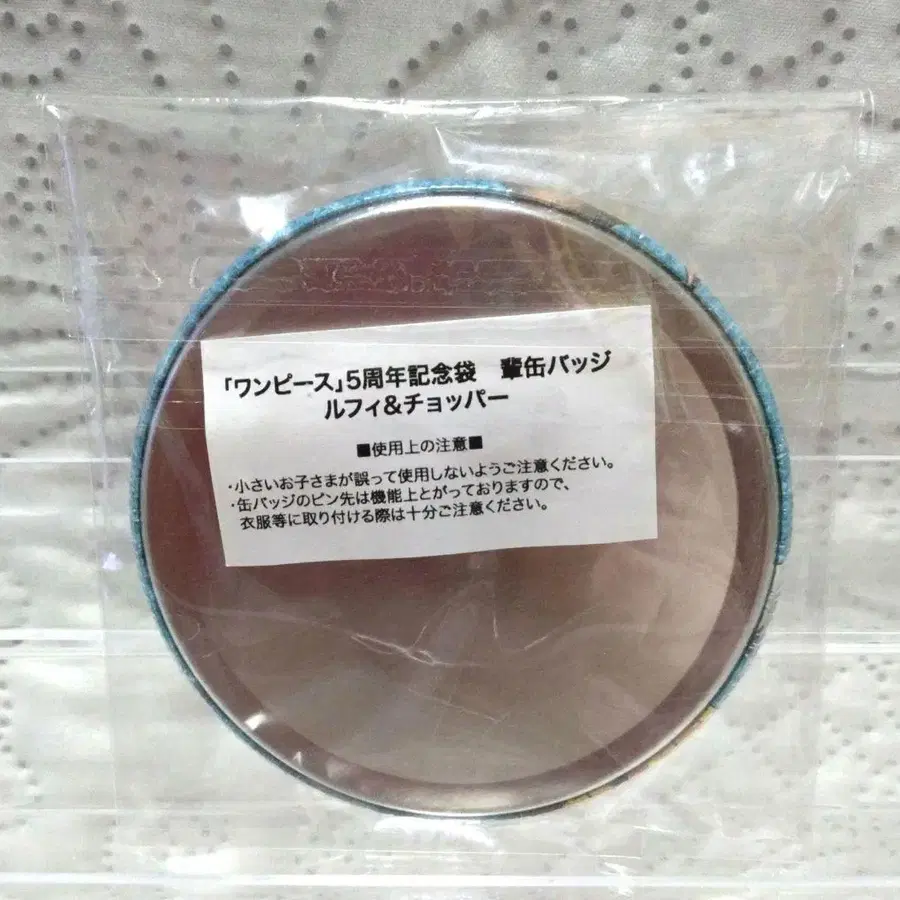 「ワンピース」5周年記念袋 輩缶バッジ
ルフィ&チョッパー
■使用上の注意■
・小さいお子さまが誤って使用しないようご注意ください。
・缶バッジのピン先は機能上とがっておりますので、
衣服等に取り付ける際は十分ご注意ください。